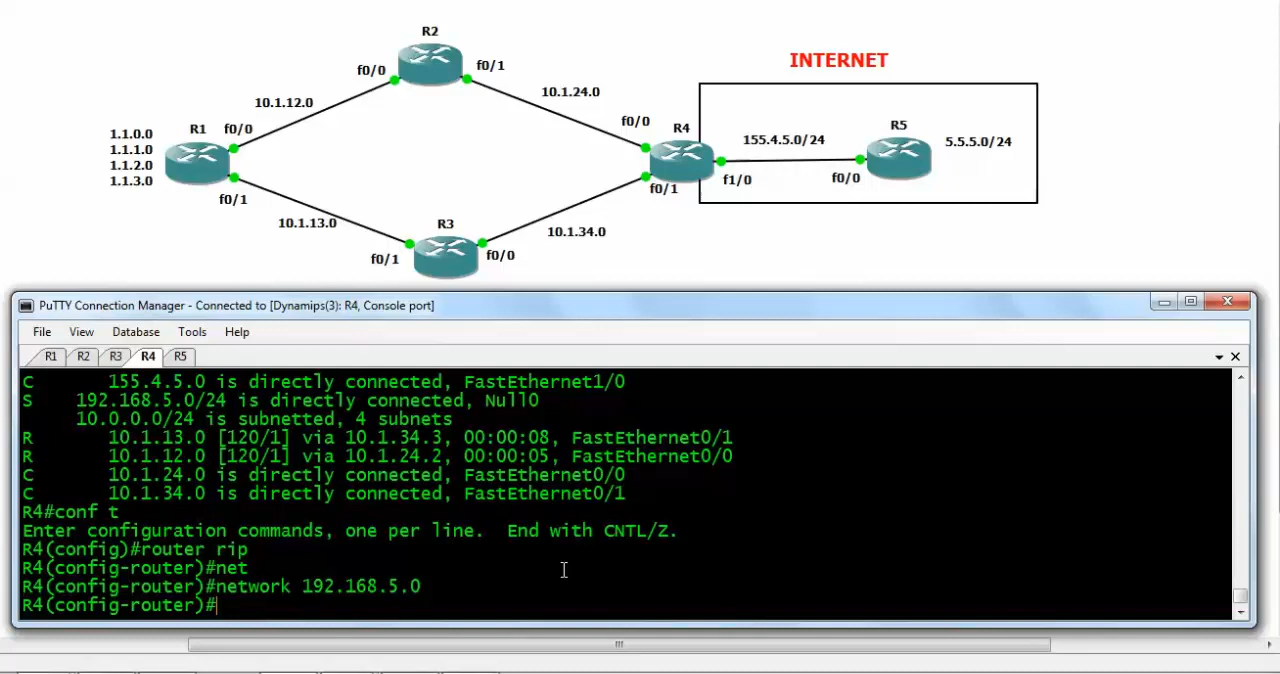 R2
f0/0
f0/1
INTERNET
10.1.12.0
10.1.24.0
1.1.0.0
1.1.1.0
1.1.2.0
1.1.3.0
R1
f0/0
f0/1
f0/0
R4
f0/1
f1/0
155.4.5.0/24
R5
f0/0
5.5.5.0/24
10.1.13.0
R3
f0/1
f0/0
10.1.34.0
PuTTY Connection Manager - Connected to [Dynamips(3): R4, Console port]
File View Database Tools Help
R1 R2 R3 R4 R5
C 155.4.5.0 is directly connected, FastEthernet1/0
S 192.168.5.0/24 is directly connected, Null0
10.0.0.0/24 is subnetted, 4 subnets
R 10.1.13.0 [120/1] via 10.1.34.3, 00:00:08, FastEthernet0/1
R 10.1.12.0 [120/1] via 10.1.24.2, 00:00:05, FastEthernet0/0
C 10.1.24.0 is directly connected, FastEthernet0/0
C 10.1.34.0 is directly connected, FastEthernet0/1
R4#conf t
Enter configuration commands, one per line. End with CNTL/Z.
R4(config)#router rip
R4(config-router)#net
R4(config-router)#network 192.168.5.0
R4(config-router)#